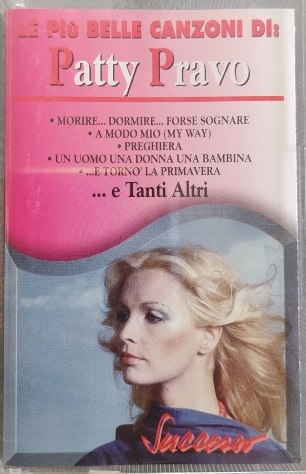 LE PIÙ BELLE CANZONI DI:
Patty Pravo
• MORIRE... DORMIRE... FORSE SOGNARE
• A MODO MIO (MY WAY)
• PREGHIERA
• UN UOMO UNA DONNA UNA BAMBINA
• ...E TORNO' LA PRIMAVERA
... e Tanti Altri
Successo